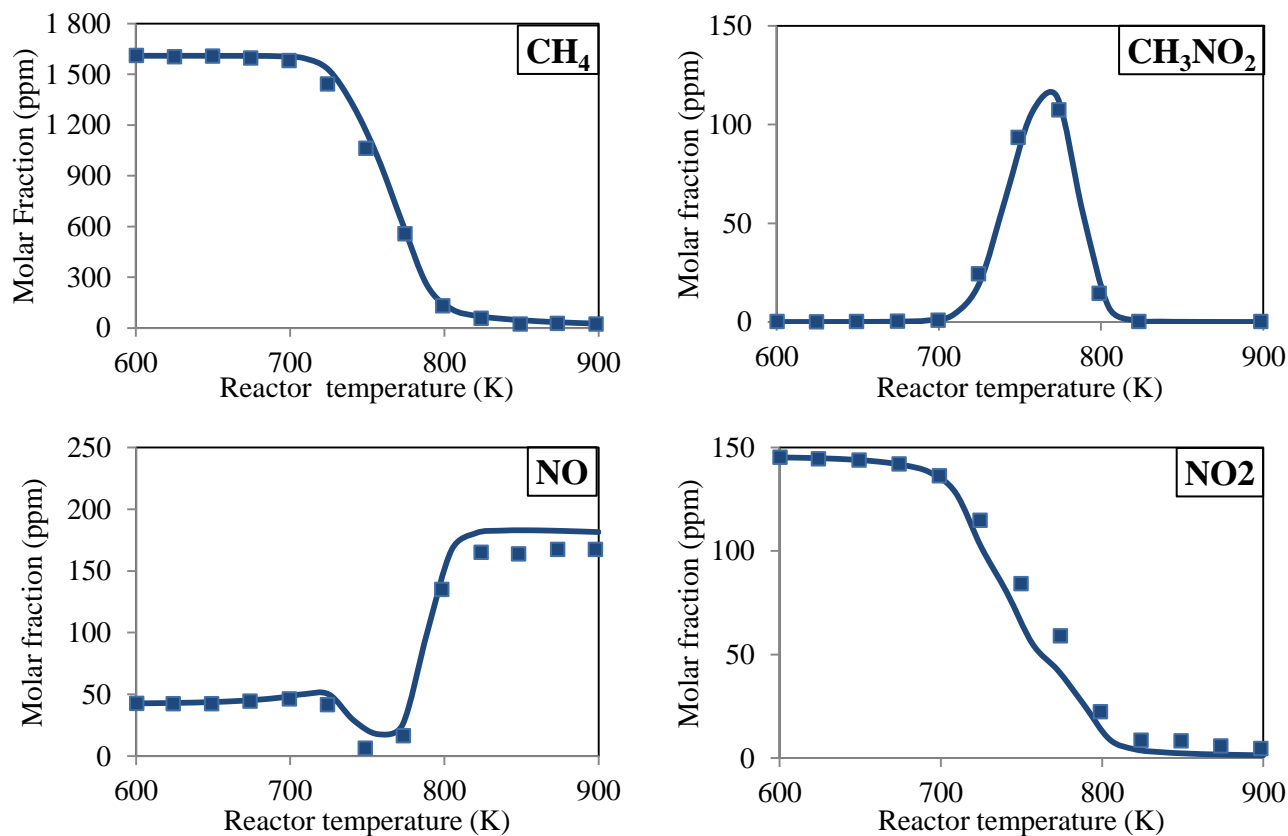 1 800
1 500
1 200
900
600
300
0
Molar Fraction (ppm)
CH₄
600 700 800 900
Reactor temperature (K)
150
100
50
0
Molar fraction (ppm)
CH₃NO₂
600 700 800 900
Reactor temperature (K)
250
200
150
100
50
0
Molar fraction (ppm)
NO
600 700 800 900
Reactor temperature (K)
150
100
50
0
Molar fraction (ppm)
NO2
600 700 800 900
Reactor temperature (K)